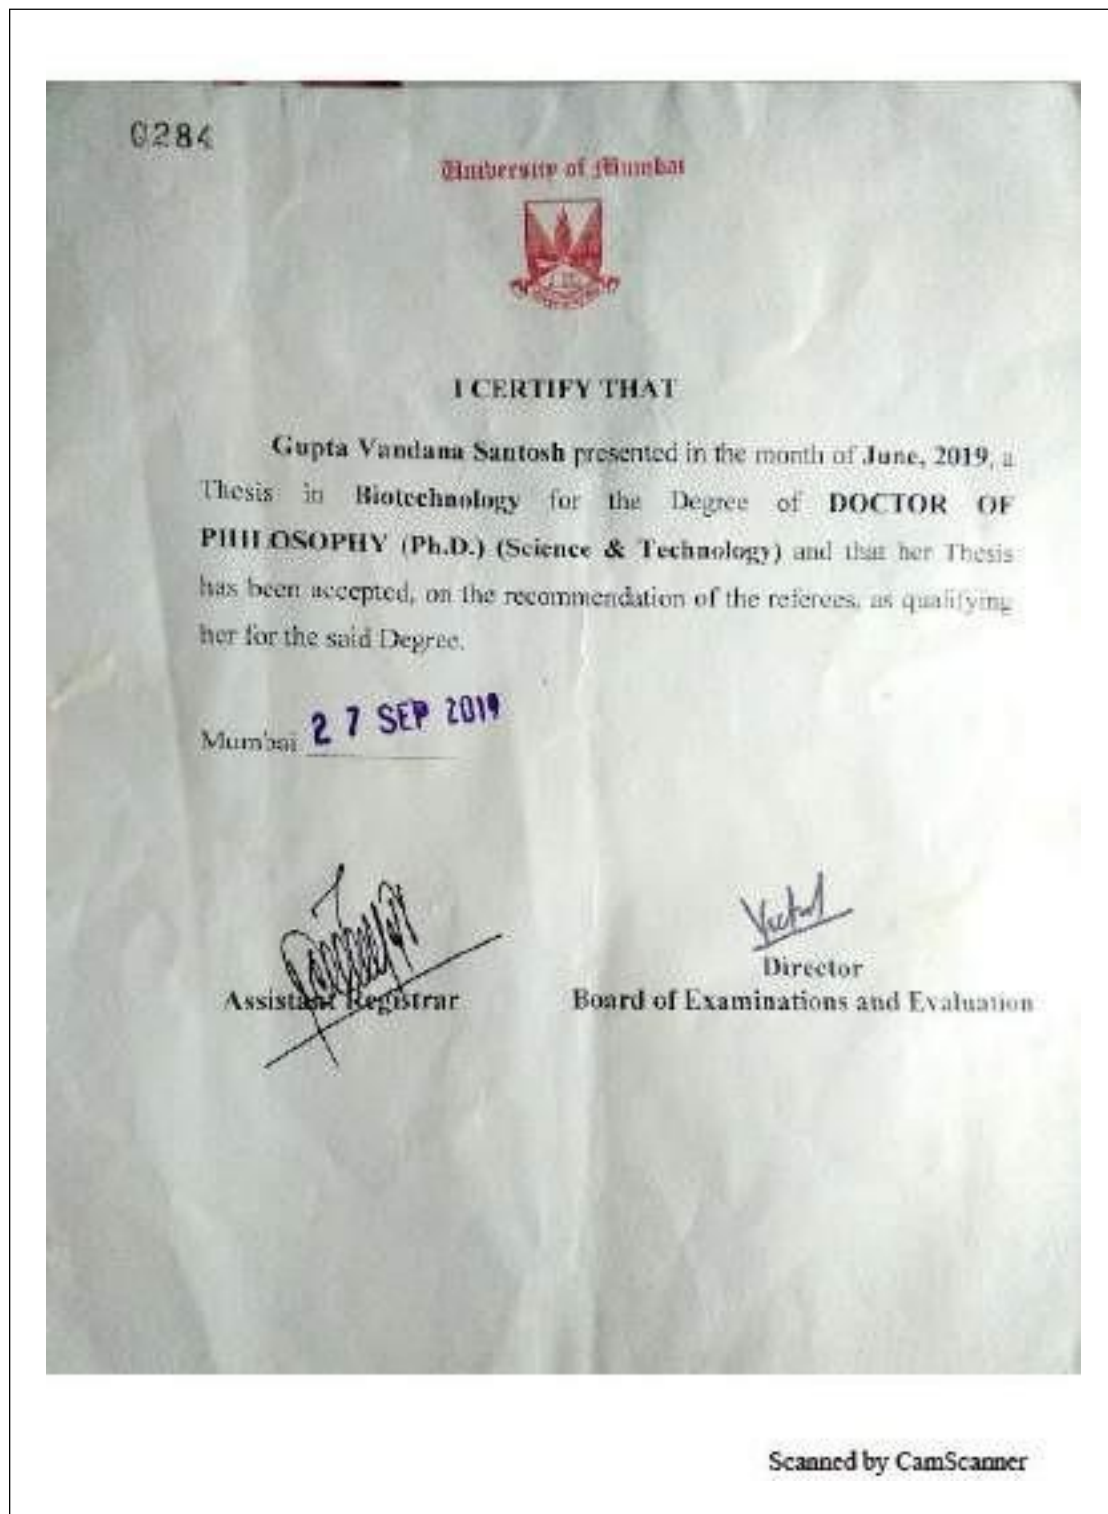 0284
University of Mumbai
I CERTIFY THAT
Gupta Vandana Santosh presented in the month of June, 2019, a
Thesis in Biotechnology for the Degree of DOCTOR OF
PHILOSOPHY (Ph.D.) (Science & Technology) and that her Thesis
has been accepted, on the recommendation of the referees, as qualifying
her for the said Degree.
Mumbai 27 SEP 2019
Assistant Registrar
Director
Board of Examinations and Evaluation
Scanned by CamScanner